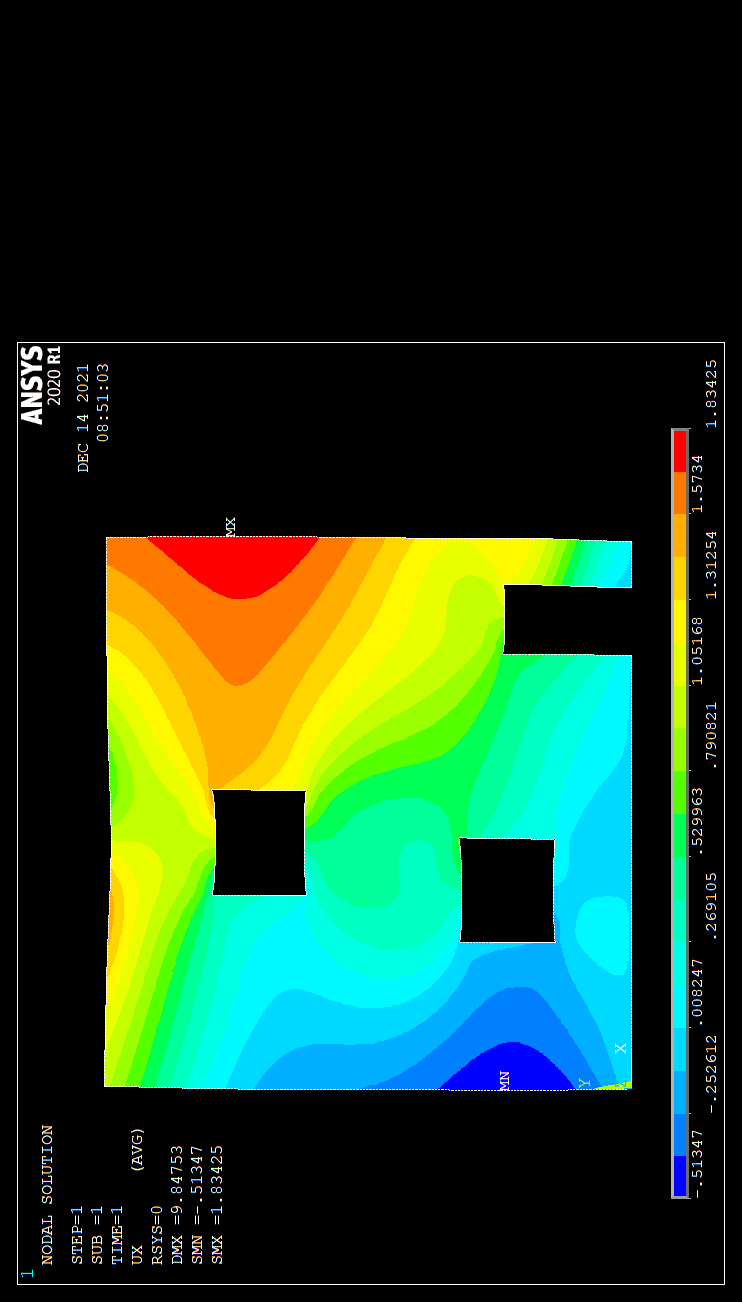 1
NODAL SOLUTION
STEP=1
SUB =1
TIME=1
UX (AVG)
RSYS=0
DMX =9.84753
SMN =-.51347
SMX =1.83425
ANSYS
2020 R1
DEC 14 2021
08:51:03
MX
MN
Y
X
-.51347
-.252612
.008247
.269105
.529963
.790821
1.05168
1.31254
1.5734
1.83425